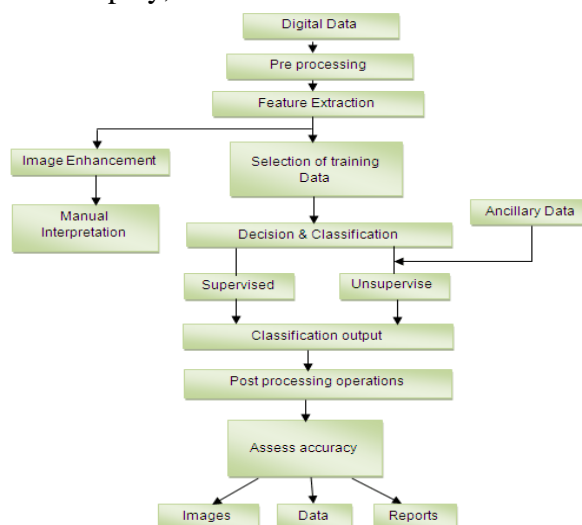 Digital Data
Pre processing
Feature Extraction
Image Enhancement
Selection of training
Data
Manual
Interpretation
Ancillary Data
Decision & Classification
Supervised
Unsupervise
Classification output
Post processing operations
Assess accuracy
Images
Data
Reports